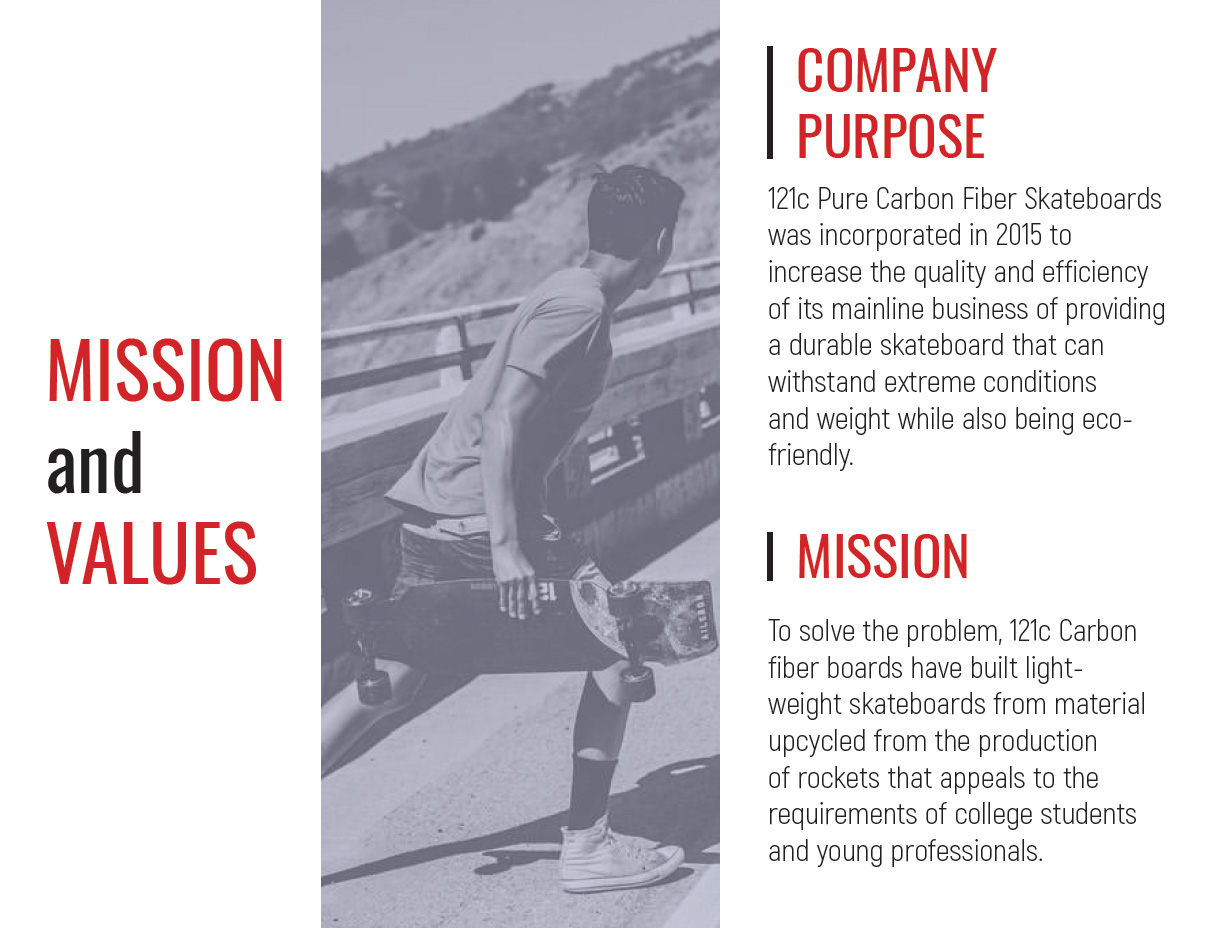 MISSION
and
VALUES
COMPANY
PURPOSE
121c Pure Carbon Fiber Skateboards
was incorporated in 2015 to
increase the quality and efficiency
of its mainline business of providing
a durable skateboard that can
withstand extreme conditions
and weight while also being eco-
friendly.
MISSION
To solve the problem, 121c Carbon
fiber boards have built light-
weight skateboards from material
upcycled from the production
of rockets that appeals to the
requirements of college students
and young professionals.
121
AILERON